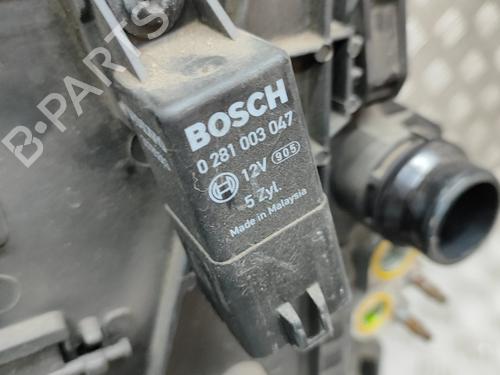 BOSCH
0 281 003 047
12V 905
5 Zyl.
Made in Malaysia
B-PARTS